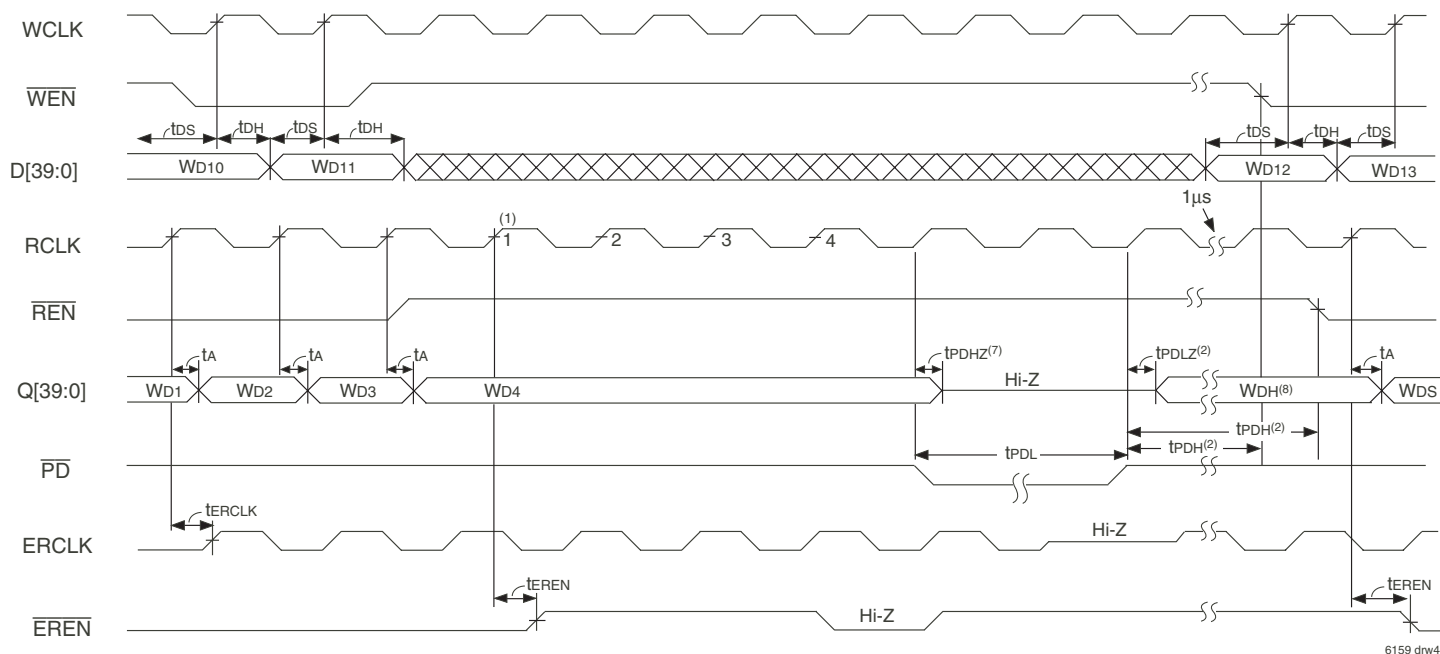 WCLK
WEN
tDS tDH tDS tDH tDS tDH tDS
D[39:0] WD10 WD11 WD12 WD13
1µs
(1)
RCLK 1 2 3 4
REN
tA tA tA tPDHZ(7) tPDLZ(2) tA
Q[39:0] WD1 WD2 WD3 WD4 Hi-Z WDH(8) WDS
tPDH(2)
tPDL tPDH(2)
PD
tERCLK
ERCLK Hi-Z
tEREN tEREN
EREN Hi-Z
6159 drw4